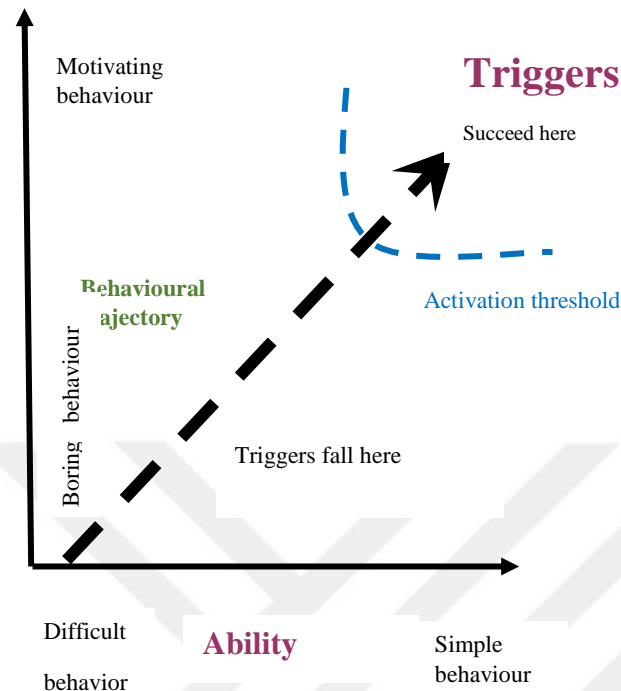 Motivating
behaviour
Triggers
Succeed here
Behavioural
ajectory
Activation threshold
Boring behaviour
Triggers fall here
Difficult
behavior
Ability
Simple
behaviour